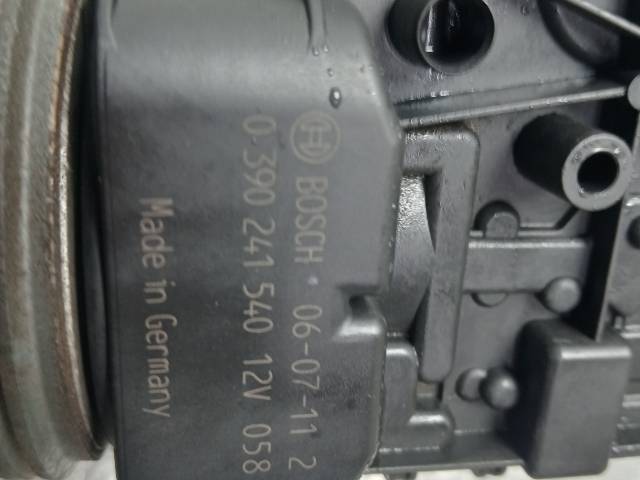 BOSCH 06-07-11 2
0 390 241 540 12V 058
Made in Germany